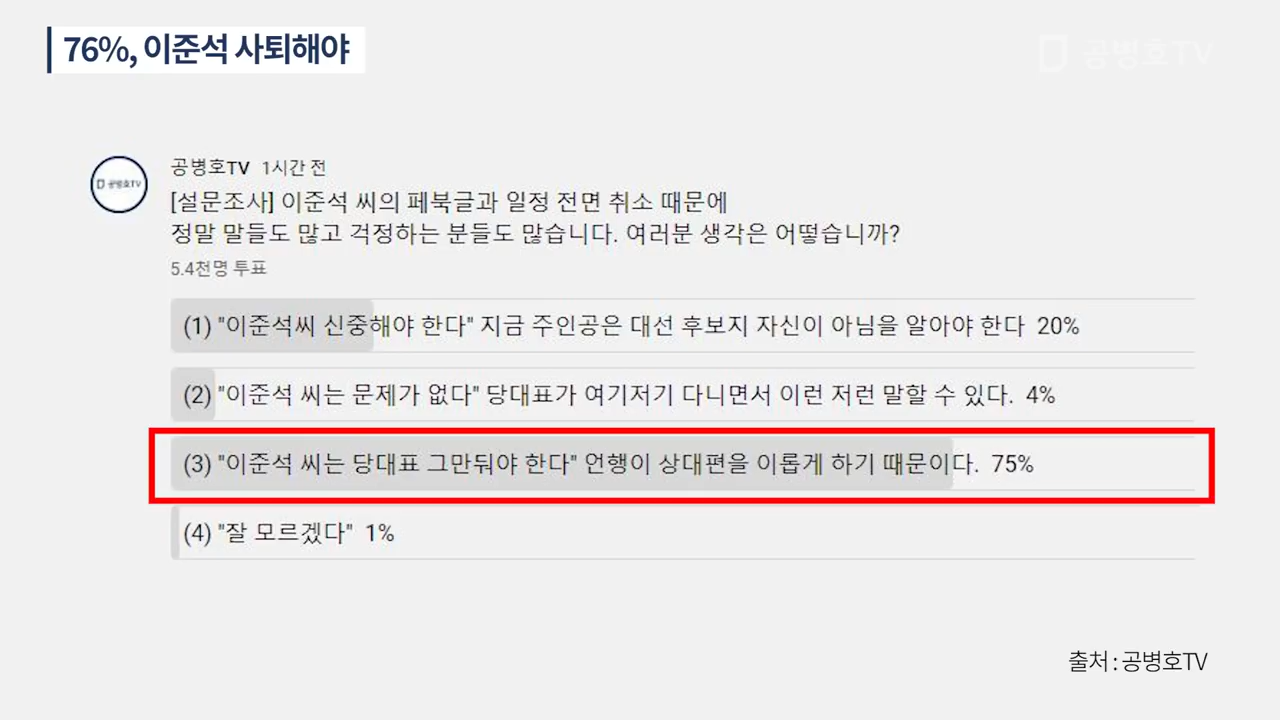 76%, 이준석 사퇴해야
공병호TV
공병호TV 1시간 전
공병호TV
[설문조사] 이준석 씨의 페북글과 일정 전면 취소 때문에
정말 말들도 많고 걱정하는 분들도 많습니다. 여러분 생각은 어떻습니까?
5.4천명 투표
(1) "이준석씨 신중해야 한다" 지금 주인공은 대선 후보지 자신이 아님을 알아야 한다 20%
(2) "이준석 씨는 문제가 없다" 당대표가 여기저기 다니면서 이런 저런 말할 수 있다. 4%
(3) "이준석 씨는 당대표 그만둬야 한다" 언행이 상대편을 이롭게 하기 때문이다. 75%
(4) "잘 모르겠다" 1%
출처 : 공병호TV